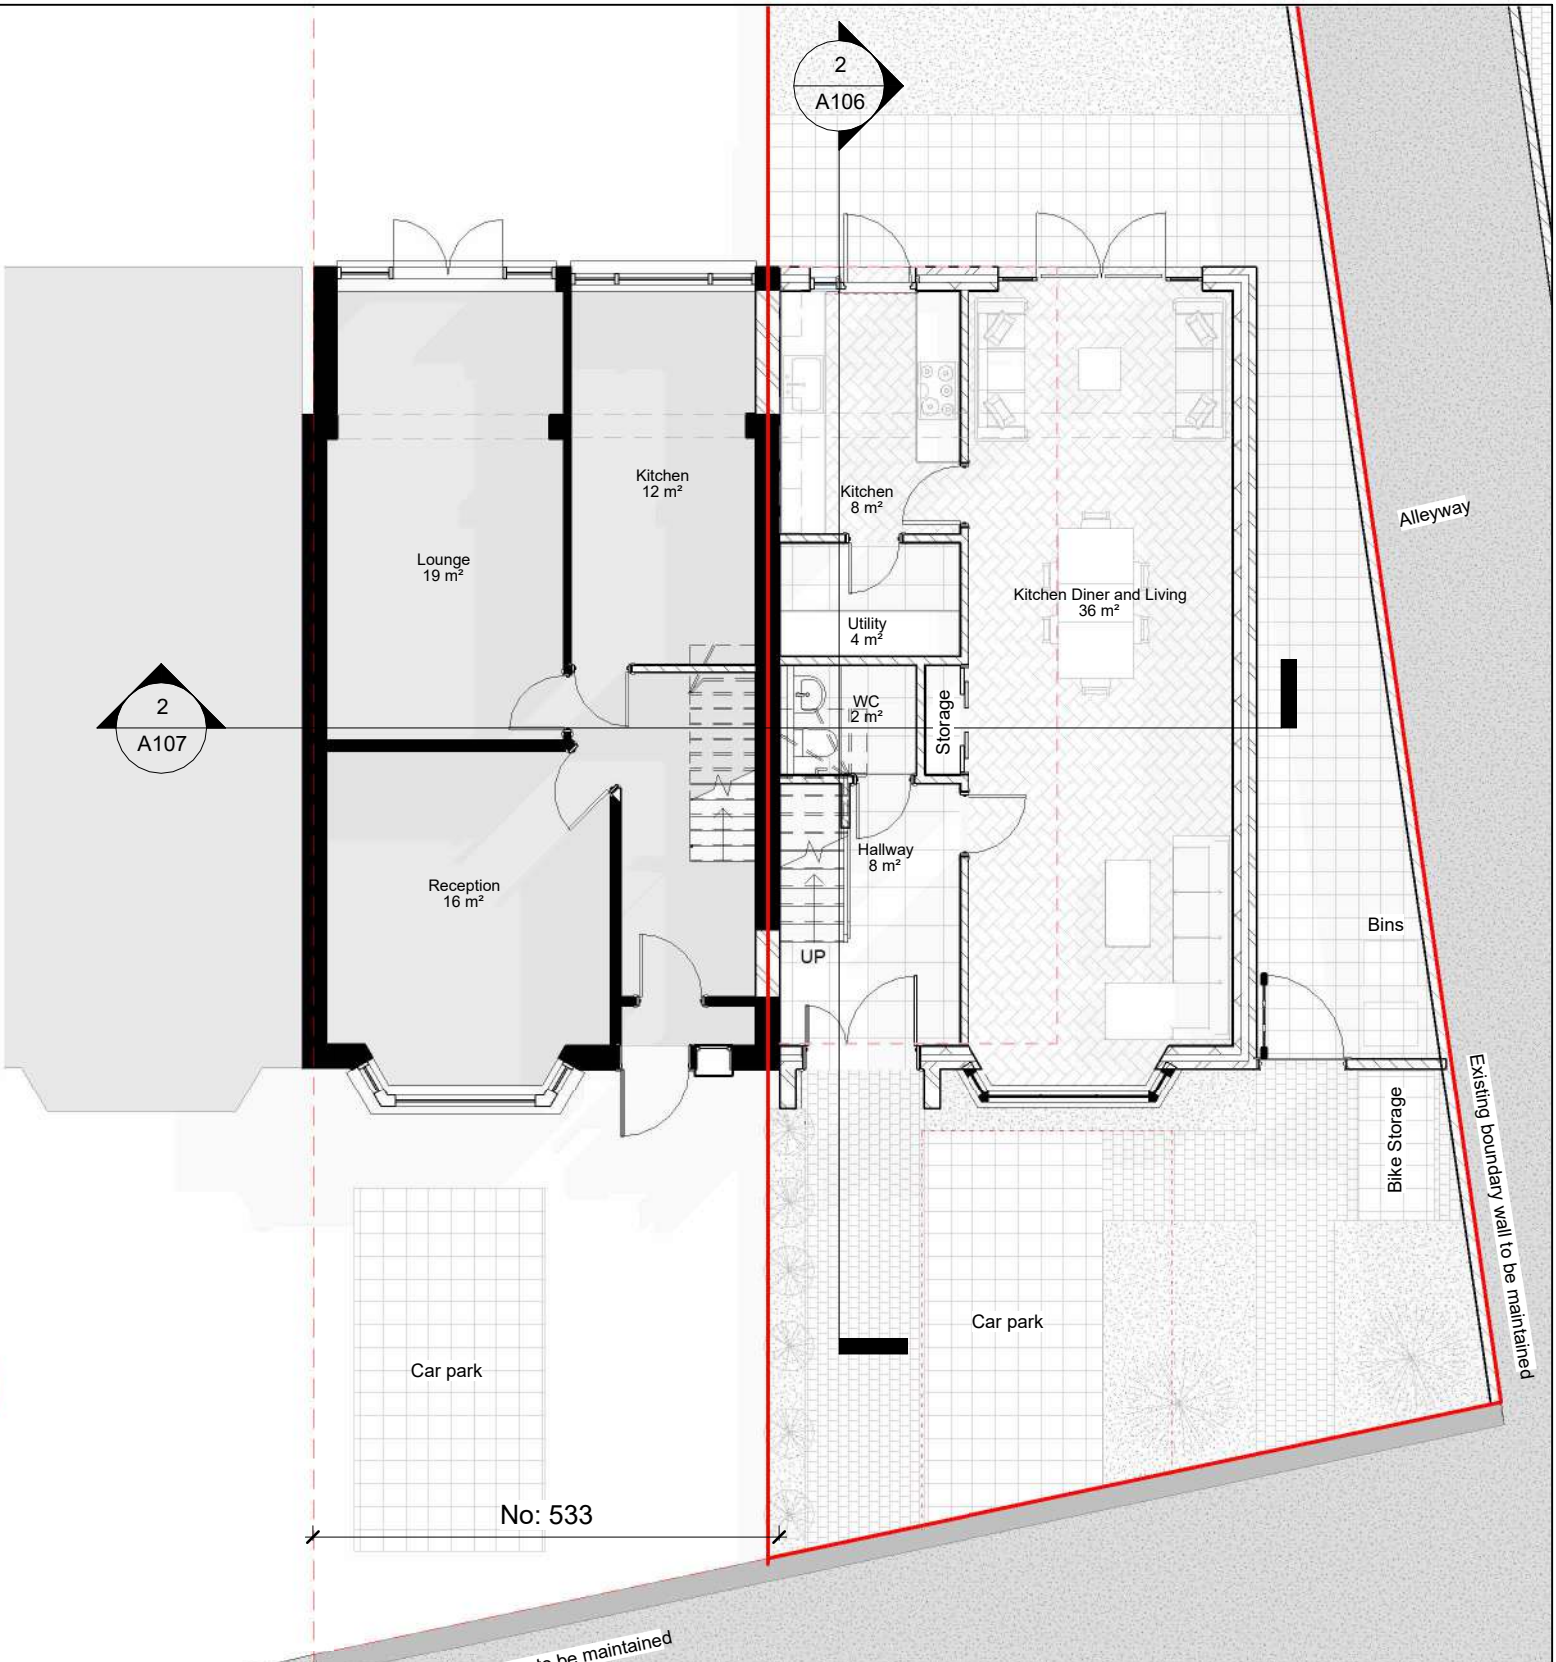 2
A106
Kitchen
12 m²
Kitchen
8 m²
Alleyway
Lounge
19 m²
Kitchen Diner and Living
36 m²
Utility
4 m²
WC
2 m²
Storage
2
A107
Hallway
8 m²
Reception
16 m²
Bins
UP
Bike Storage
Existing boundary wall to be maintained
Car park
Car park
No: 533
to be maintained